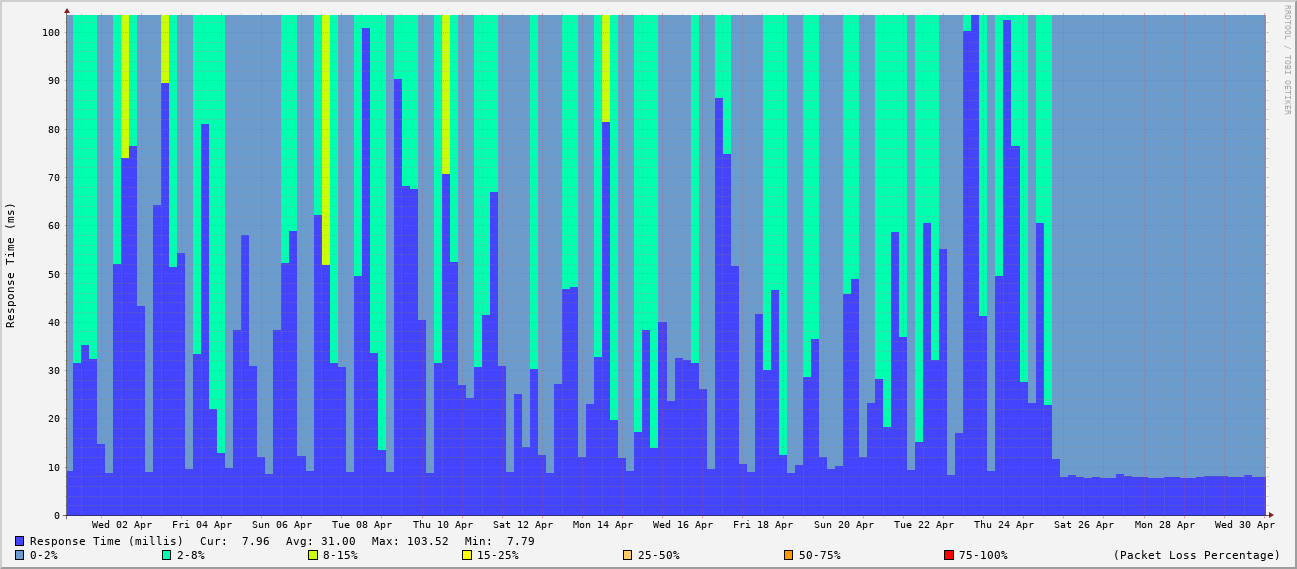 RRDTOOL / TOBI OETIKER
Response Time (ms)
100
90
80
70
60
50
40
30
20
10
0
Wed 02 Apr Fri 04 Apr Sun 06 Apr Tue 08 Apr Thu 10 Apr Sat 12 Apr Mon 14 Apr Wed 16 Apr Fri 18 Apr Sun 20 Apr Tue 22 Apr Thu 24 Apr Sat 26 Apr Mon 28 Apr Wed 30 Apr
Response Time (millis) Cur: 7.96 Avg: 31.00 Max: 103.52 Min: 7.79
0-2% 2-8% 8-15% 15-25% 25-50% 50-75% 75-100% (Packet Loss Percentage)